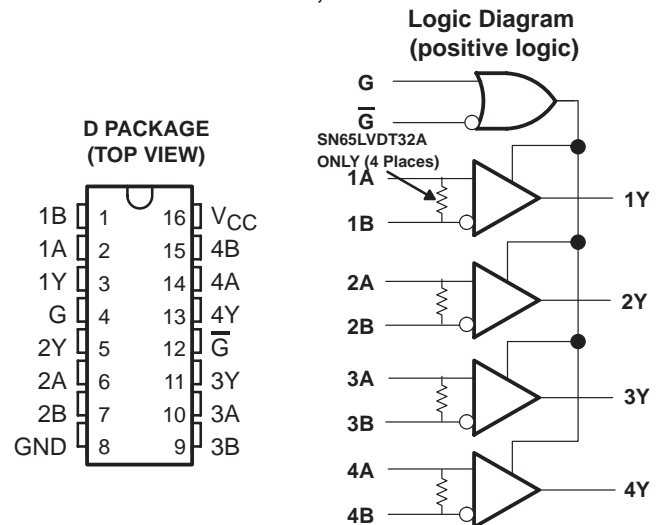 Logic Diagram
(positive logic)
G
G̅
SN65LVDT32A
ONLY (4 Places)
1A
1B
1Y
2A
2B
2Y
3A
3B
3Y
4A
4B
4Y
D PACKAGE
(TOP VIEW)
1B 1 16 VCC
1A 2 15 4B
1Y 3 14 4A
G 4 13 4Y
2Y 5 12 G̅
2A 6 11 3Y
2B 7 10 3A
GND 8 9 3B